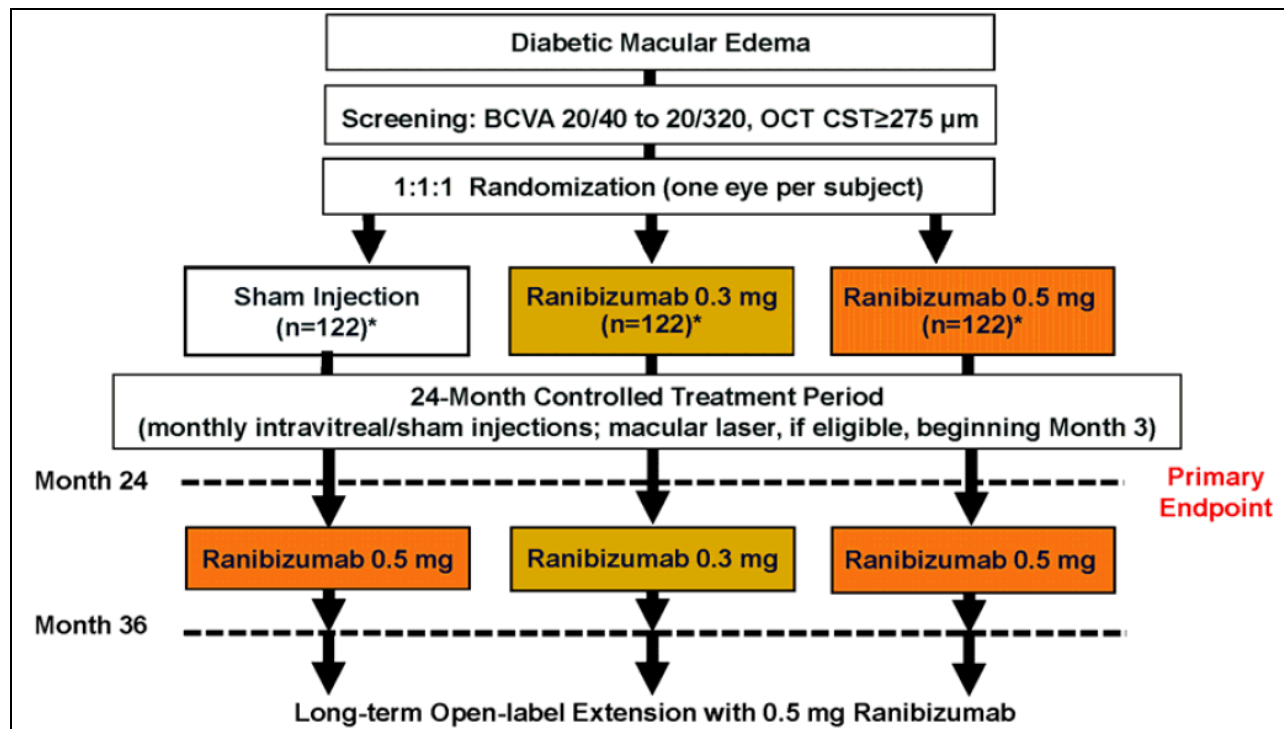 Diabetic Macular Edema
Screening: BCVA 20/40 to 20/320, OCT CST≥275 µm
1:1:1 Randomization (one eye per subject)
Sham Injection
(n=122)*
Ranibizumab 0.3 mg
(n=122)*
Ranibizumab 0.5 mg
(n=122)*
24-Month Controlled Treatment Period
(monthly intravitreal/sham injections; macular laser, if eligible, beginning Month 3)
Month 24
Primary
Endpoint
Ranibizumab 0.5 mg
Ranibizumab 0.3 mg
Ranibizumab 0.5 mg
Month 36
Long-term Open-label Extension with 0.5 mg Ranibizumab